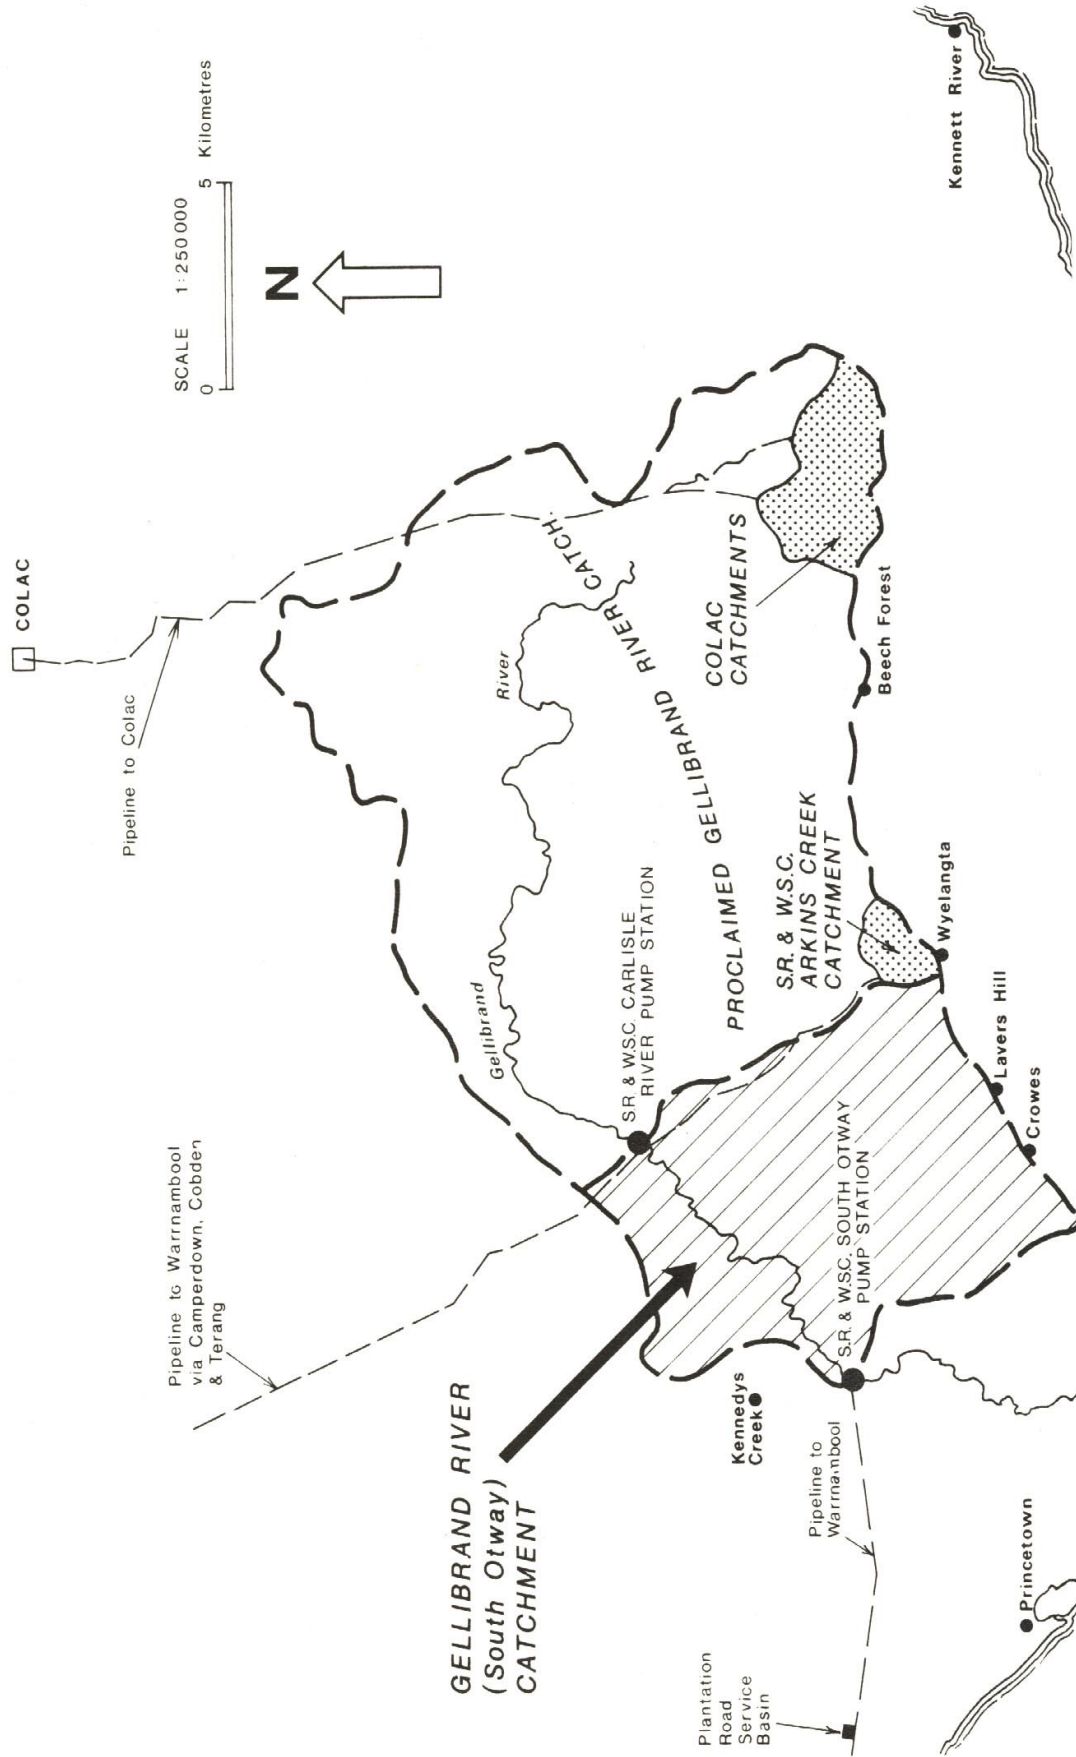 COLAC
Pipeline to Colac
SCALE 1:250 000
0 5 Kilometres
N
Pipeline to Warrnambool
via Camperdown, Cobden
& Terang
Gellibrand
River
GELLIBRAND RIVER
(South Otway)
CATCHMENT
S.R. & W.S.C. CARLISLE
RIVER PUMP STATION
PROCLAIMED GELLIBRAND RIVER CATCH.
COLAC
CATCHMENTS
S.R. & W.S.C.
ARKINS CREEK
CATCHMENT
Kennedys
Creek
S.R. & W.S.C. SOUTH OTWAY
PUMP STATION
Pipeline to
Warrnambool
Plantation
Road
Service
Basin
Beech Forest
Wyelangta
Lavers Hill
Crowes
Princetown
Kennett River